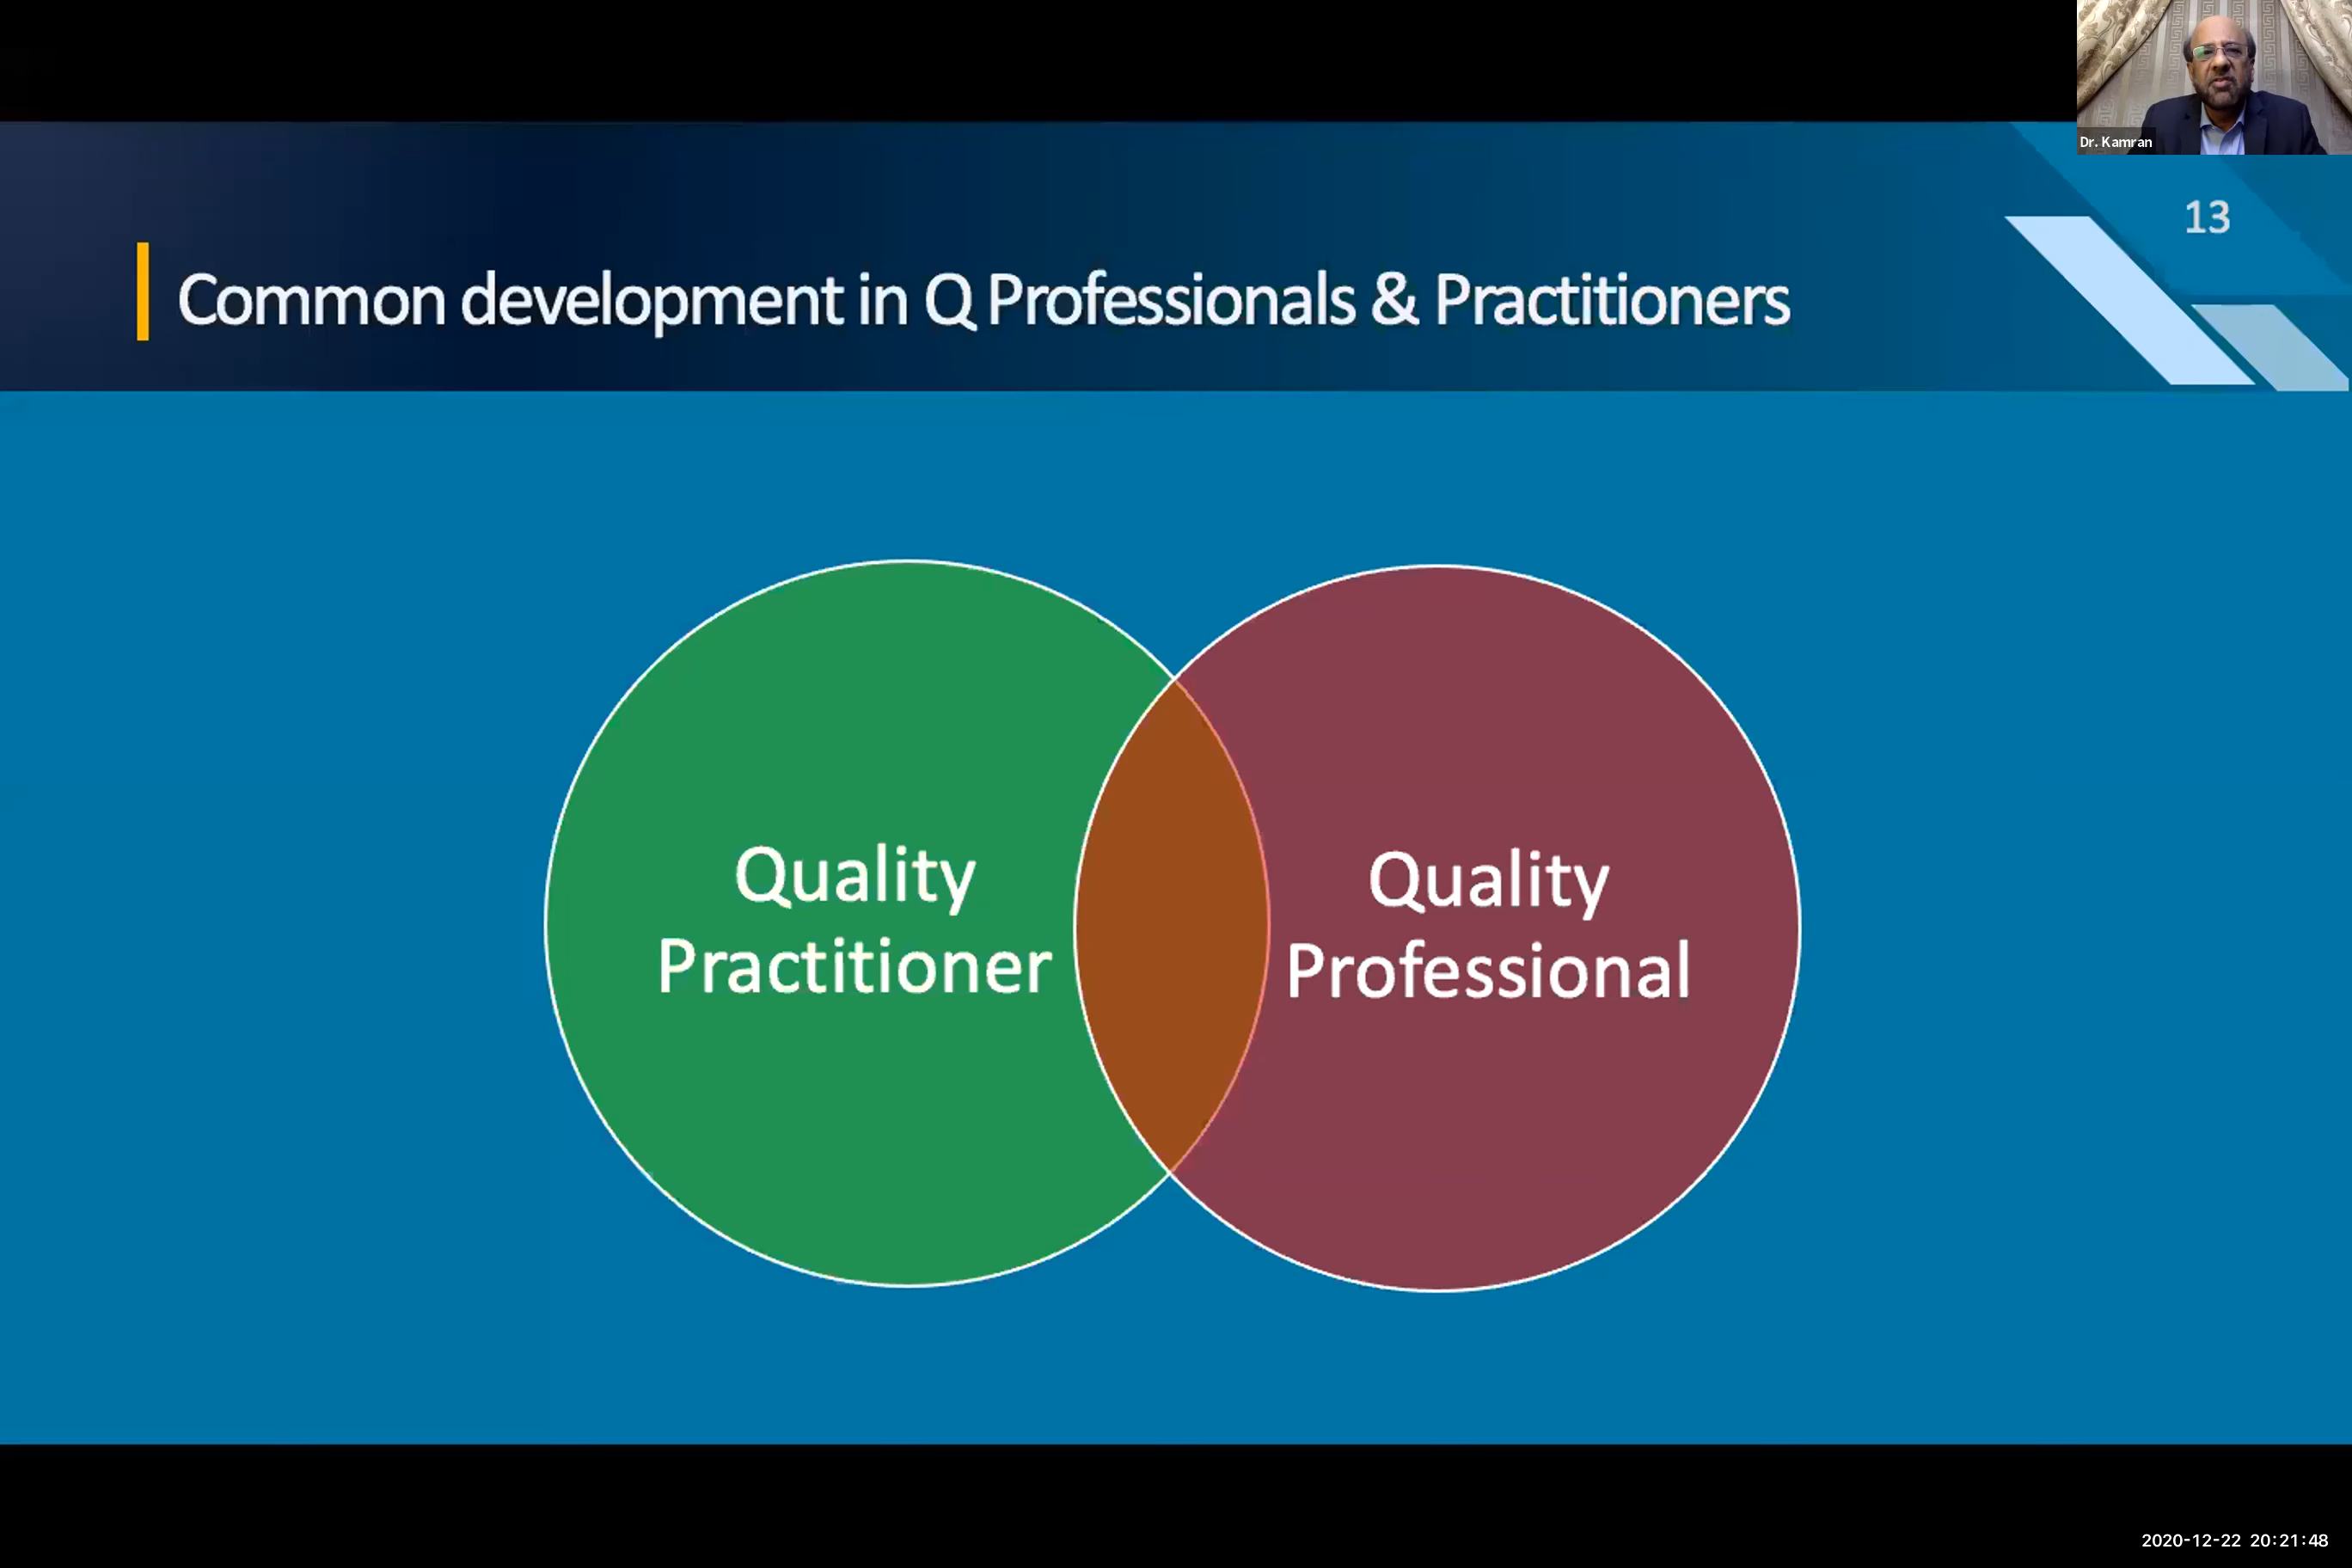 Dr. Kamran
13
Common development in Q Professionals & Practitioners
Quality
Practitioner
Quality
Professional
2020-12-22 20:21:48